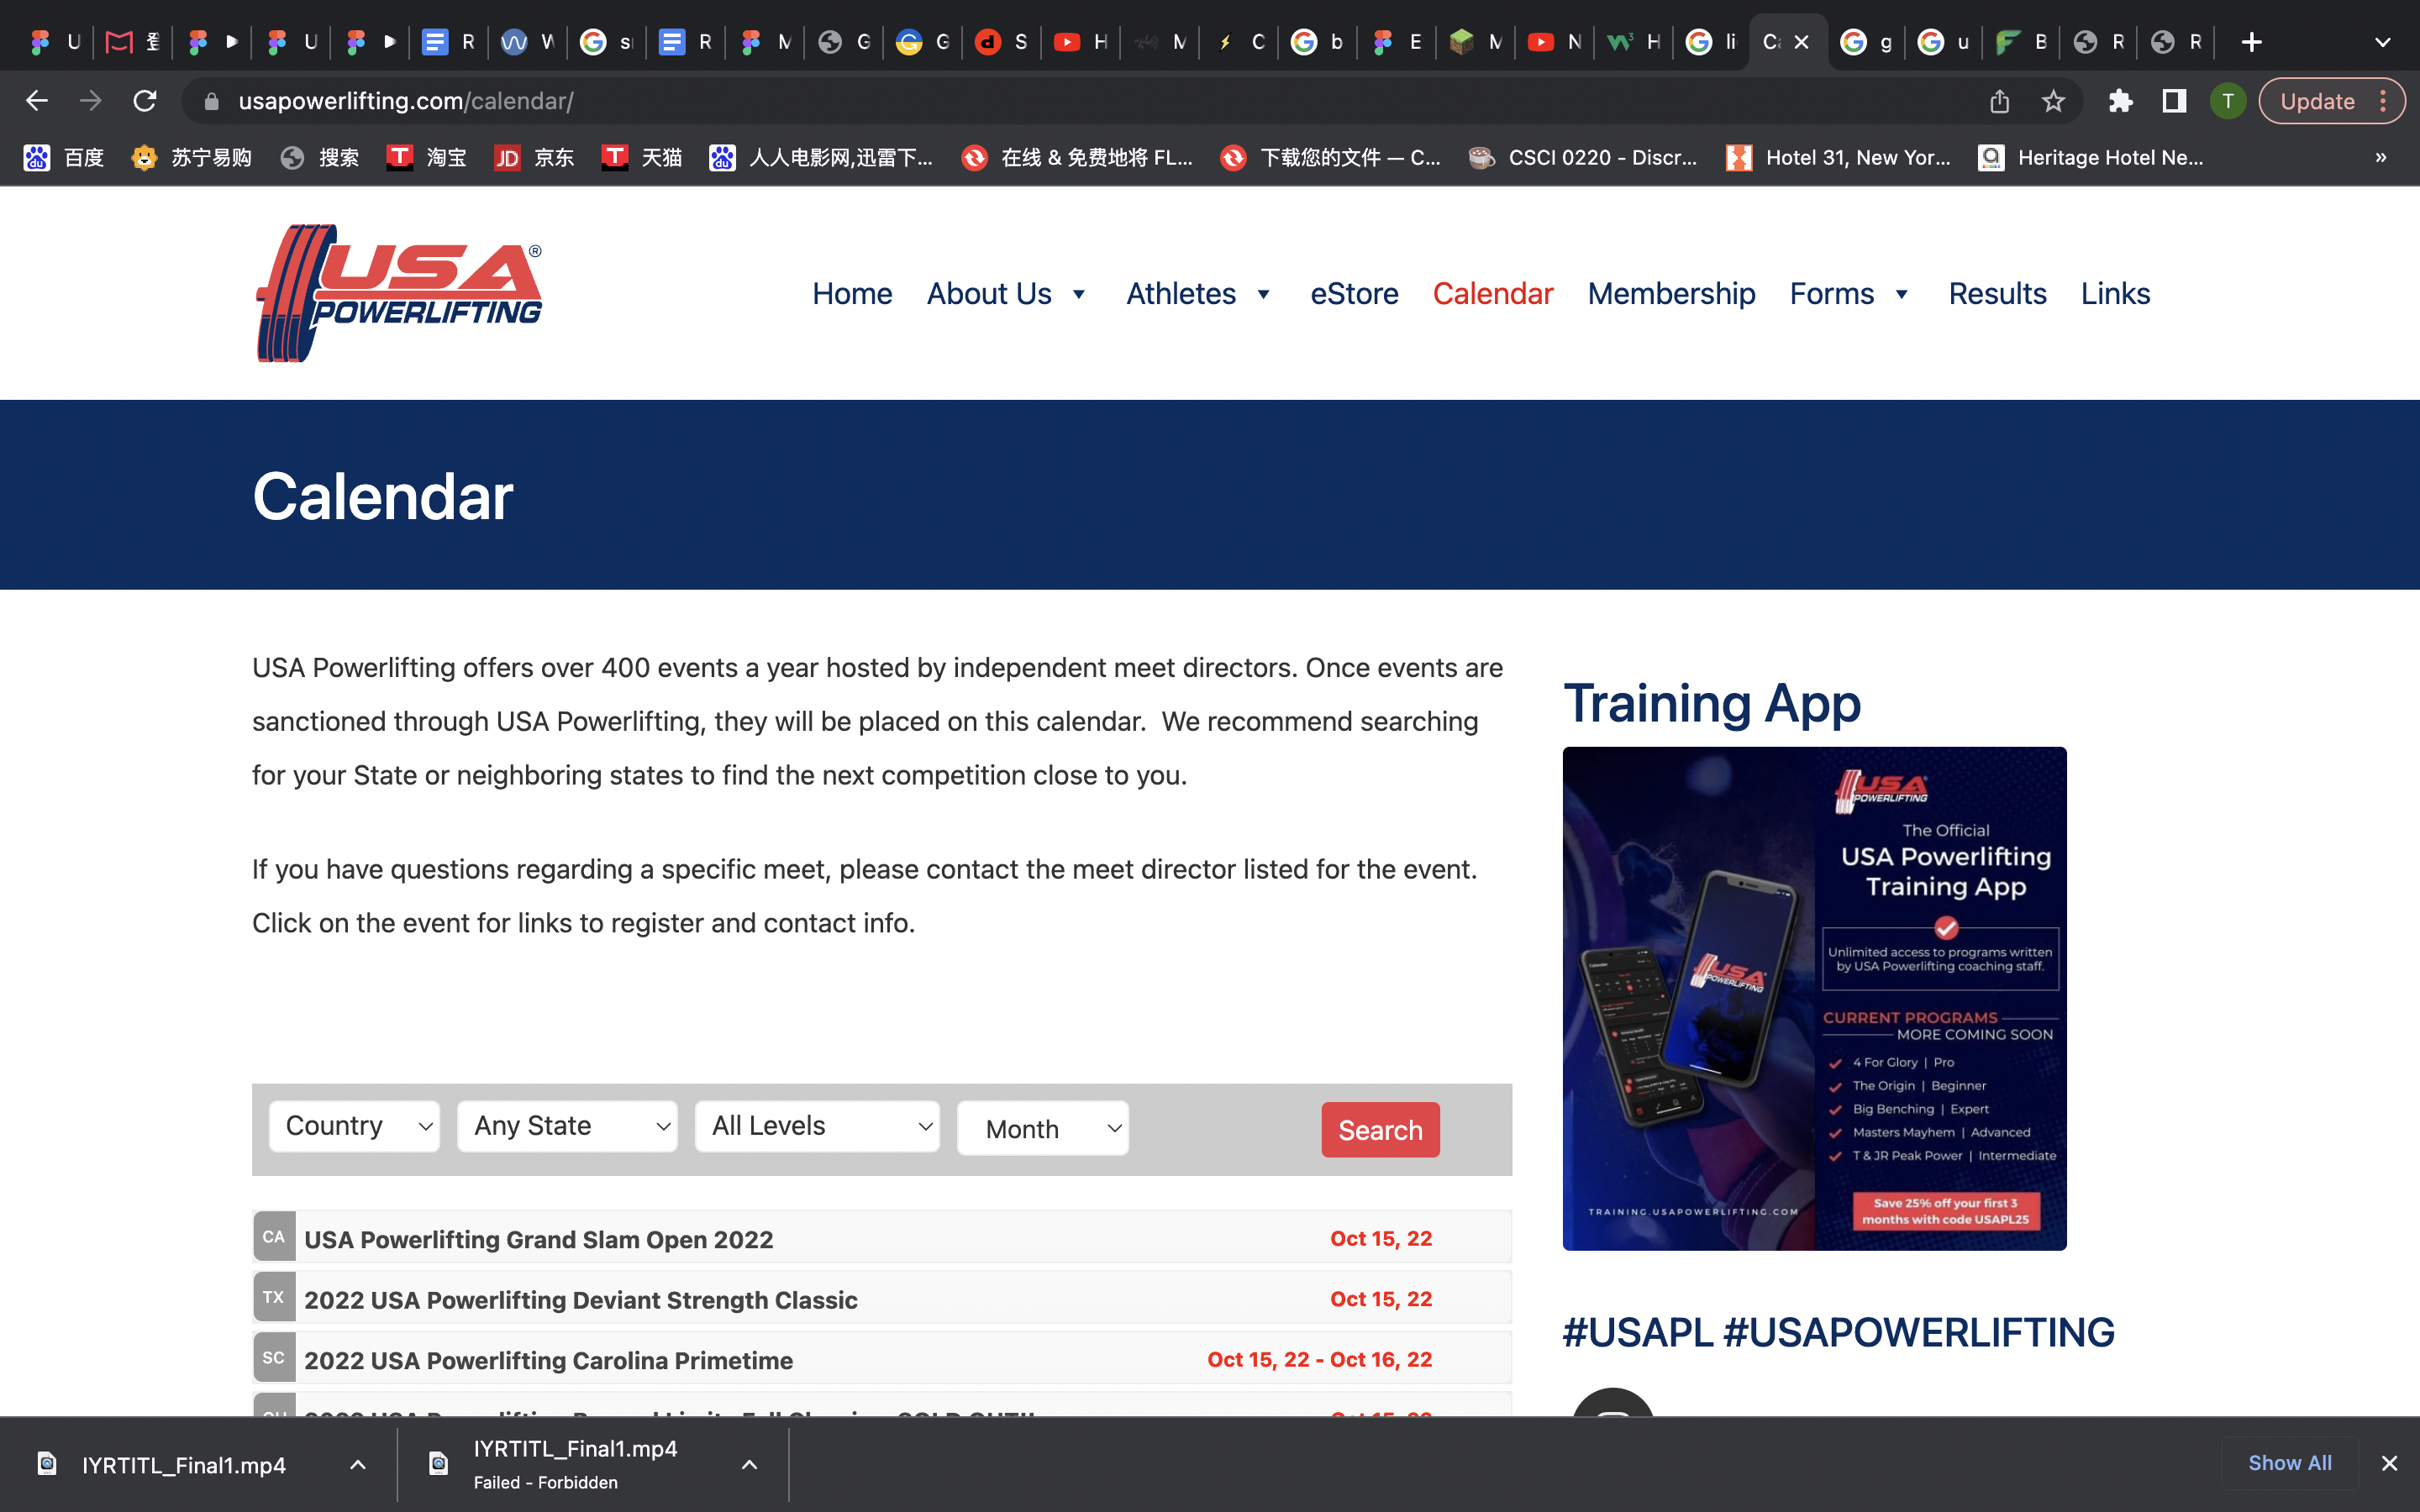 usapowerlifting.com/calendar/
Update
百度
苏宁易购
搜索
淘宝
京东
天猫
人人电影网,迅雷下...
在线 & 免费地将 FL...
下载您的文件 — C...
CSCI 0220 - Discr...
Hotel 31, New Yor...
Heritage Hotel Ne...
USA®
POWERLIFTING
Home
About Us
Athletes
eStore
Calendar
Membership
Forms
Results
Links
Calendar
USA Powerlifting offers over 400 events a year hosted by independent meet directors. Once events are
sanctioned through USA Powerlifting, they will be placed on this calendar.  We recommend searching
for your State or neighboring states to find the next competition close to you.
If you have questions regarding a specific meet, please contact the meet director listed for the event.
Click on the event for links to register and contact info.
Country
Any State
All Levels
Month
Search
CA USA Powerlifting Grand Slam Open 2022 Oct 15, 22
TX 2022 USA Powerlifting Deviant Strength Classic Oct 15, 22
SC 2022 USA Powerlifting Carolina Primetime Oct 15, 22 - Oct 16, 22
Training App
USA
POWERLIFTING
The Official
USA Powerlifting
Training App
Unlimited access to programs written
by USA Powerlifting coaching staff.
CURRENT PROGRAMS
MORE COMING SOON
4 For Glory | Pro
The Origin | Beginner
Big Benching | Expert
Masters Mayhem | Advanced
T & JR Peak Power | Intermediate
Save 25% off your first 3
months with code USAPL25
TRAINING.USAPOWERLIFTING.COM
USA
POWERLIFTING
#USAPL #USAPOWERLIFTING
IYRTITL_Final1.mp4
IYRTITL_Final1.mp4
Failed - Forbidden
Show All